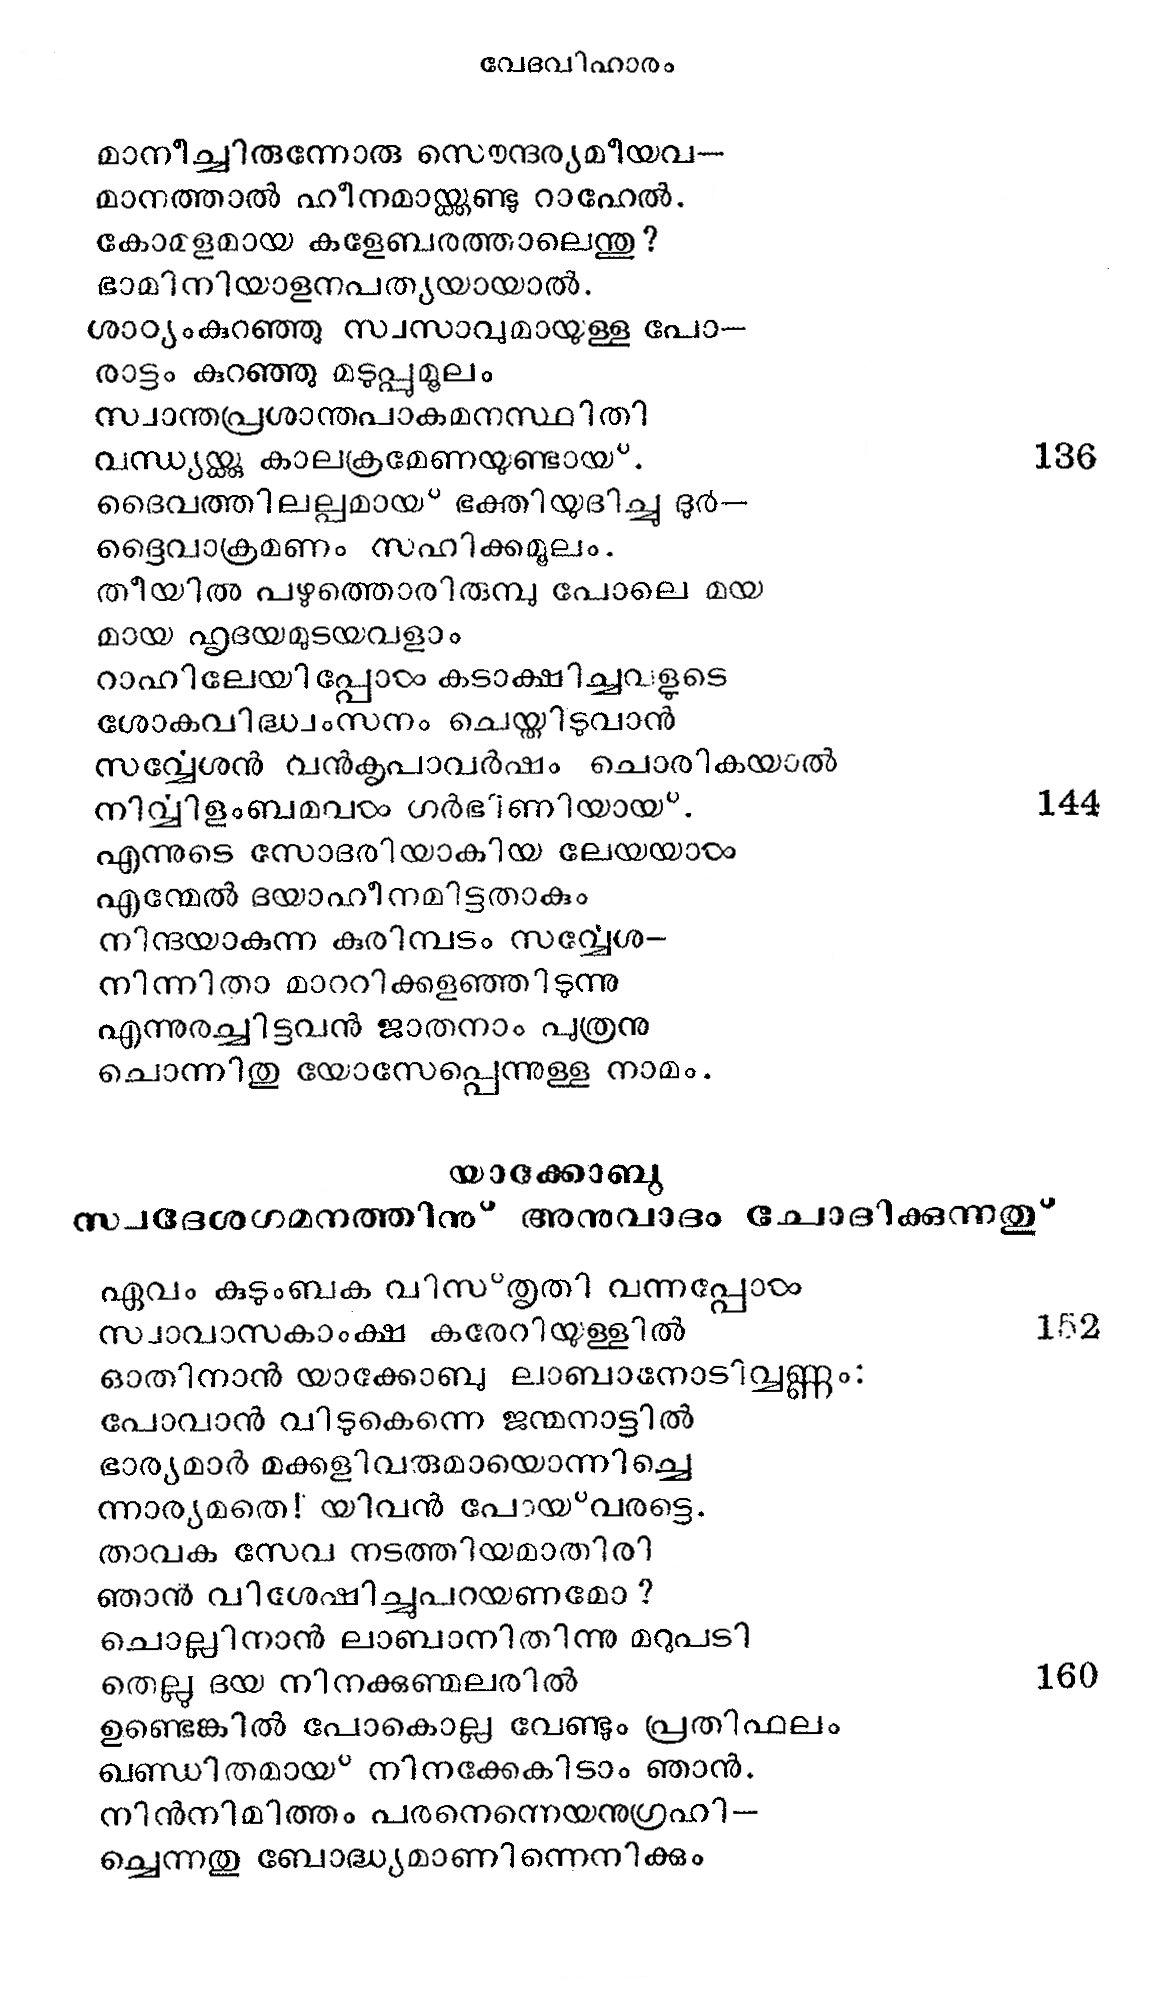 വേദവിഹാരം
മാനീച്ചിരുന്നോരു സൌന്ദര്യമീയവ—
മാനത്താൽ ഹീനമായ്ക്കണ്ടു റാഹേൽ.
കോമളമായ കളേബരത്താലെന്തു?
ഭാമിനിയാളനപത്യയായാൽ.
ശാഠ്യംകുറഞ്ഞു സ്വസാവുമായുള്ള പോ—
രാട്ടം കുറഞ്ഞു മടുപ്പുമൂലം
സ്വാന്തപ്രശാന്തപാകമനസ്ഥിതി
വന്ധ്യയ്ക്കു കാലക്രമേണയുണ്ടായ്. 136
ദൈവത്തിലല്പമായ് ഭക്തിയുദിച്ചു ദുർ—
ദ്ദൈവാക്രമണം സഹിക്കമൂലം.
തീയിൽ പഴുത്തൊരിരുമ്പു പോലെ മയ
മായ ഹൃദയമുടയവളാം
റാഹിലേയിപ്പോൾ കടാക്ഷിച്ചവളുടെ
ശോകവിദ്ധ്വംസനം ചെയ്തിടുവാൻ
സർവ്വേശൻ വൻകൃപാവർഷം ചൊരികയാൽ
നിർവ്വിളംബമവൾ ഗർഭിണിയായ്. 144
എന്നുടെ സോദരിയാകിയ ലേയയാൾ
എന്മേൽ ദയാഹീനമിട്ടതാകും
നിന്ദയാകുന്ന കുരിമ്പടം സർവ്വേശ—
നിന്നിതാ മാററിക്കളഞ്ഞിടുന്നു
എന്നുരച്ചിട്ടവൻ ജാതനാം പുത്രനു
ചൊന്നിതു യോസേപ്പെന്നുള്ള നാമം.
യാക്കോബു
സ്വദേശഗമനത്തിനു് അനുവാദം ചോദിക്കുന്നതു്
ഏവം കുടുംബക വിസ്തൃതി വന്നപ്പോൾ
സ്വാവാസകാംക്ഷ കരേറിയുള്ളിൽ 152
ഓതിനാൻ യാക്കോബു ലാബാനോടിവ്വണ്ണം:
പോവാൻ വിടുകെന്നെ ജന്മനാട്ടിൽ
ഭാര്യമാർ മക്കളിവരുമായൊന്നിച്ചെ
ന്നാര്യമതെ! യിവൻ പോയ്‌വരട്ടെ.
താവക സേവ നടത്തിയമാതിരി
ഞാൻ വിശേഷിച്ചുപറയണമോ?
ചൊല്ലിനാൻ ലാബാനിതിന്നു മറുപടി
തെല്ലു ദയ നിനക്കുണ്മലരിൽ 160
ഉണ്ടെങ്കിൽ പോകൊല്ല വേണ്ടും പ്രതിഫലം
ഖണ്ഡിതമായ് നിനക്കേകിടാം ഞാൻ.
നിൻനിമിത്തം പരനെന്നെയനുഗ്രഹി—
ച്ചെന്നതു ബോദ്ധ്യമാണിന്നെനിക്കും